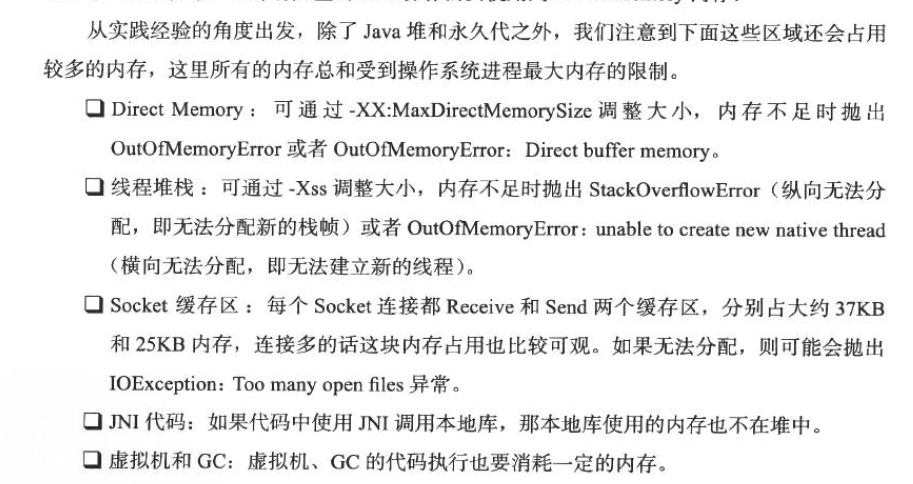 从实践经验的角度出发，除了 Java 堆和永久代之外，我们注意到下面这些区域还会占用
较多的内存，这里所有的内存总和受到操作系统进程最大内存的限制。
❑ Direct Memory：可通过 -XX:MaxDirectMemorySize 调整大小，内存不足时抛出
OutOfMemoryError 或者 OutOfMemoryError：Direct buffer memory。
❑ 线程堆栈：可通过 -Xss 调整大小，内存不足时抛出 StackOverflowError（纵向无法分
配，即无法分配新的栈帧）或者 OutOfMemoryError：unable to create new native thread
（横向无法分配，即无法建立新的线程）。
❑ Socket 缓存区：每个 Socket 连接都 Receive 和 Send 两个缓存区，分别占大约 37KB
和 25KB 内存，连接多的话这块内存占用也比较可观。如果无法分配，则可能会抛出
IOException：Too many open files 异常。
❑ JNI 代码：如果代码中使用 JNI 调用本地库，那本地库使用的内存也不在堆中。
❑ 虚拟机和 GC：虚拟机、GC 的代码执行也要消耗一定的内存。